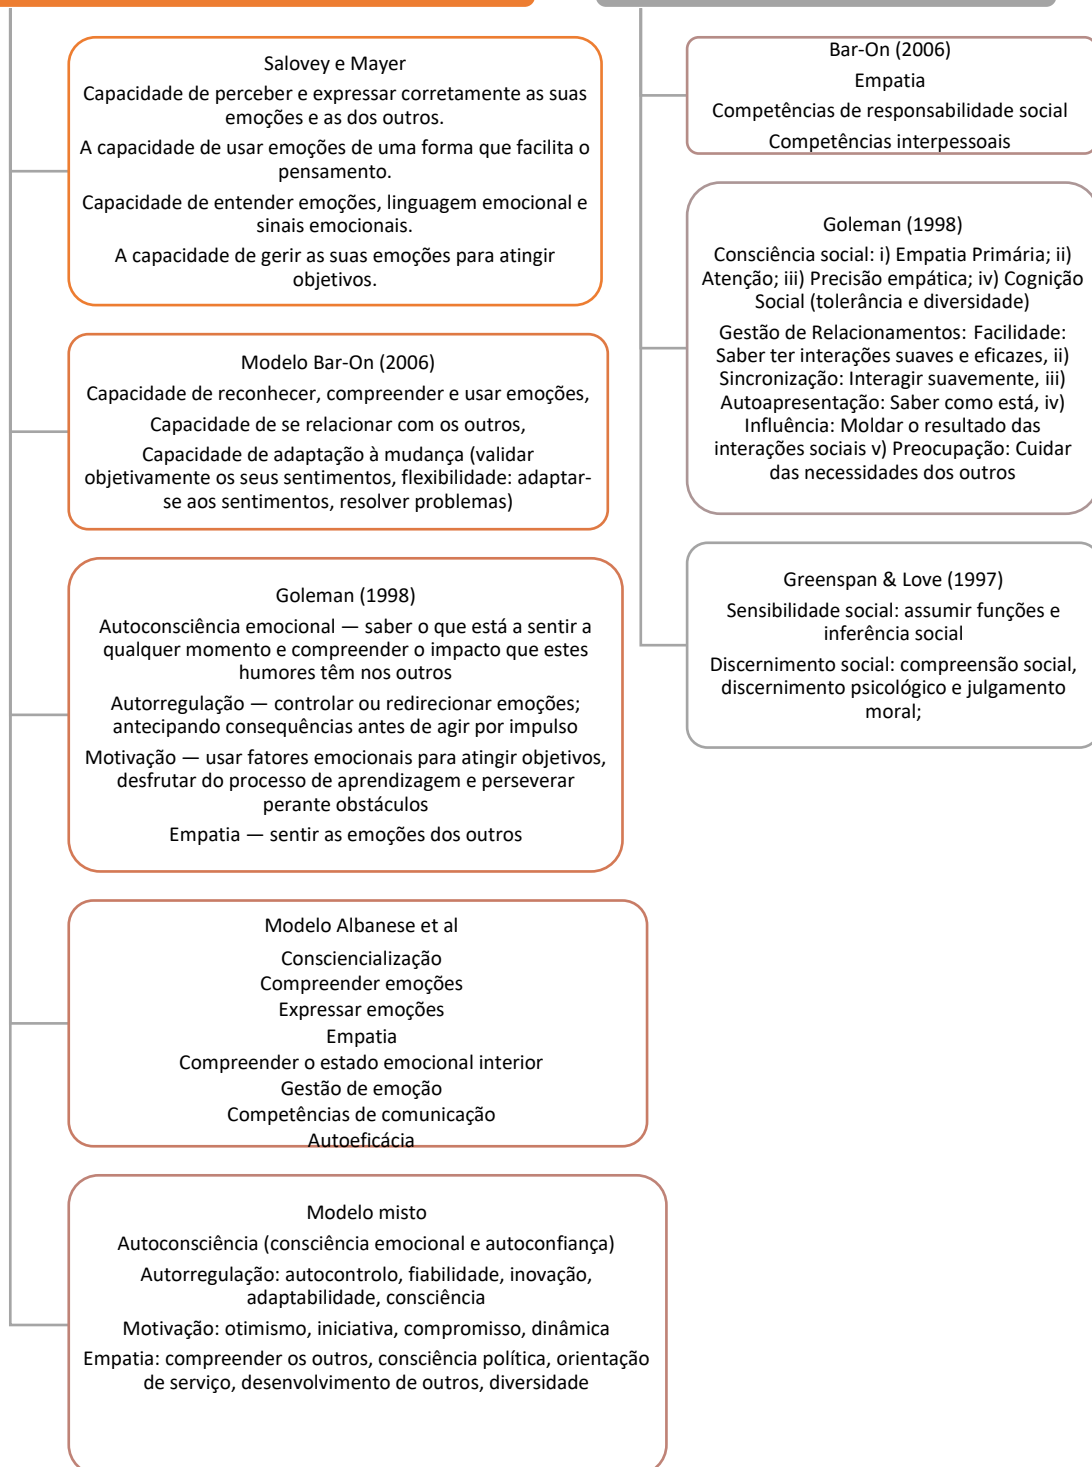 Salovey e Mayer
Capacidade de perceber e expressar corretamente as suas
emoções e as dos outros.
A capacidade de usar emoções de uma forma que facilita o
pensamento.
Capacidade de entender emoções, linguagem emocional e
sinais emocionais.
A capacidade de gerir as suas emoções para atingir
objetivos.
Modelo Bar-On (2006)
Capacidade de reconhecer, compreender e usar emoções,
Capacidade de se relacionar com os outros,
Capacidade de adaptação à mudança (validar
objetivamente os seus sentimentos, flexibilidade: adaptar-
se aos sentimentos, resolver problemas)
Goleman (1998)
Autoconsciência emocional — saber o que está a sentir a
qualquer momento e compreender o impacto que estes
humores têm nos outros
Autorregulação — controlar ou redirecionar emoções;
antecipando consequências antes de agir por impulso
Motivação — usar fatores emocionais para atingir objetivos,
desfrutar do processo de aprendizagem e perseverar
perante obstáculos
Empatia — sentir as emoções dos outros
Modelo Albanese et al
Consciencialização
Compreender emoções
Expressar emoções
Empatia
Compreender o estado emocional interior
Gestão de emoção
Competências de comunicação
Autoeficácia
Modelo misto
Autoconsciência (consciência emocional e autoconfiança)
Autorregulação: autocontrolo, fiabilidade, inovação,
adaptabilidade, consciência
Motivação: otimismo, iniciativa, compromisso, dinâmica
Empatia: compreender os outros, consciência política, orientação
de serviço, desenvolvimento de outros, diversidade
Bar-On (2006)
Empatia
Competências de responsabilidade social
Competências interpessoais
Goleman (1998)
Consciência social: i) Empatia Primária; ii)
Atenção; iii) Precisão empática; iv) Cognição
Social (tolerância e diversidade)
Gestão de Relacionamentos: Facilidade:
Saber ter interações suaves e eficazes, ii)
Sincronização: Interagir suavemente, iii)
Autoapresentação: Saber como está, iv)
Influência: Moldar o resultado das
interações sociais v) Preocupação: Cuidar
das necessidades dos outros
Greenspan & Love (1997)
Sensibilidade social: assumir funções e
inferência social
Discernimento social: compreensão social,
discernimento psicológico e julgamento
moral;